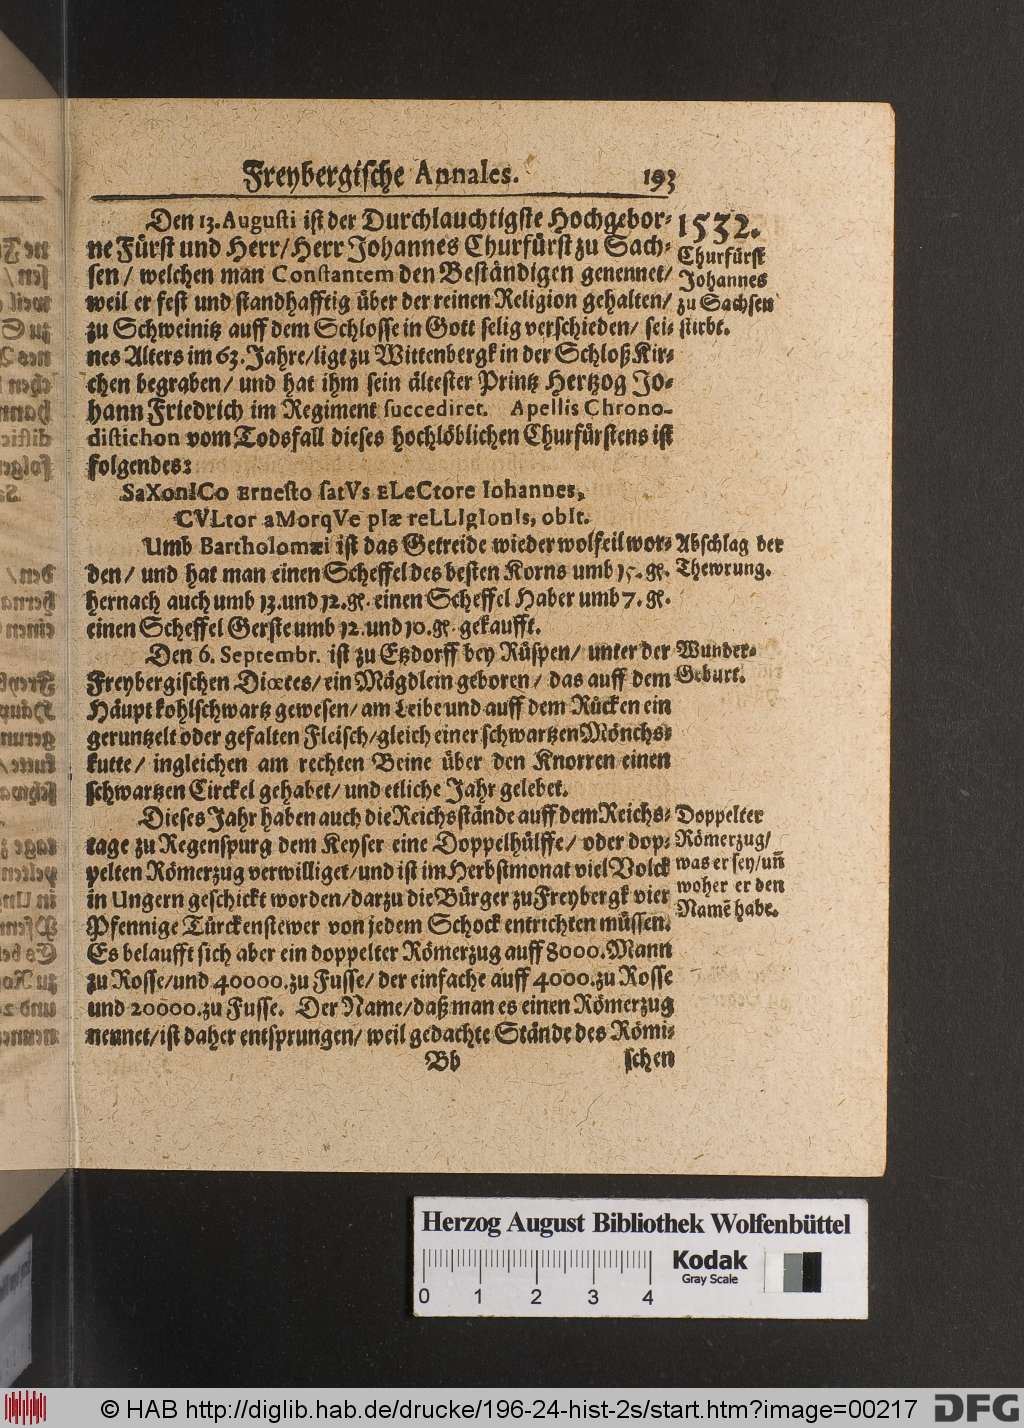 Freybergische Annales. 193
Den 13. Augusti ist der Durchlauchtigste Hochgebor-
ne Fürst und Herr/ Herr Johannes Churfürst zu Sach-
sen/ welchen man Constantem den Beständigen genennet/
weil er fest und standhafftig über der reinen Religion gehalten/
zu Schweinitz auff dem Schlosse in Gott selig verschieden/ sei-
nes Alters im 63. Jahre/ ligt zu Wittenbergk in der Schloß Kir-
chen begraben/ und hat ihm sein ältester Printz Hertzog Jo-
hann Friedrich im Regiment succediret. Apellis Chrono-
distichon vom Todsfall dieses hochlöblichen Churfürstens ist
folgendes:
SaXonICo Ernesto satVs ELeCtore Iohannes,
CVLtor aMorqVe pIæ reLLIgIonIs, obIt.
Umb Bartholomæi ist das Getreide wieder wolfeil wor-
den/ und hat man einen Scheffel des besten Korns umb 15. gr.
hernach auch umb 13. und 12. gr. einen Scheffel Haber umb 7. gr.
einen Scheffel Gerste umb 12. und 10. gr. gekaufft.
Den 6. Septembr. ist zu Etzdorff bey Rüspen/ unter der
Freybergischen Diœtes/ ein Mägdlein geboren/ das auff dem
Häupt kohlschwartz gewesen/ am Leibe und auff dem Rücken ein
geruntzelt oder gefalten Fleisch/ gleich einer schwartzen Mönchs-
kutte/ ingleichen am rechten Beine über den Knorren einen
schwartzen Circkel gehabet/ und etliche Jahr gelebet.
Dieses Jahr haben auch die Reichsstände auff dem Reichs-
tage zu Regenspurg dem Keyser eine Doppelhülffe/ oder dop-
pelten Römerzug verwilliget/ und ist im Herbstmonat viel Volck
in Ungern geschickt worden/ darzu die Bürger zu Freybergk vier
Pfennige Türckenstewer von jedem Schock entrichten müssen.
Es belaufft sich aber ein doppelter Römerzug auff 8000. Mann
zu Rosse/ und 40000. zu Fusse/ der einfache auff 4000. zu Rosse
und 20000. zu Fusse. Der Name/ daß man es einen Römerzug
nennet/ ist daher entsprungen/ weil gedachte Stände des Römi-
Bb schen
1532.
Churfürst
Johannes
zu Sachsen
stirbt.
Abschlag der
Thewrung.
Wunder-
Geburt.
Doppelter
Römerzug/
was er sey/ uñ
woher er den
Namẽ habe.
Herzog August Bibliothek Wolfenbüttel
Kodak
Gray Scale
0 1 2 3 4
© HAB http://diglib.hab.de/drucke/196-24-hist-2s/start.htm?image=00217
DFG